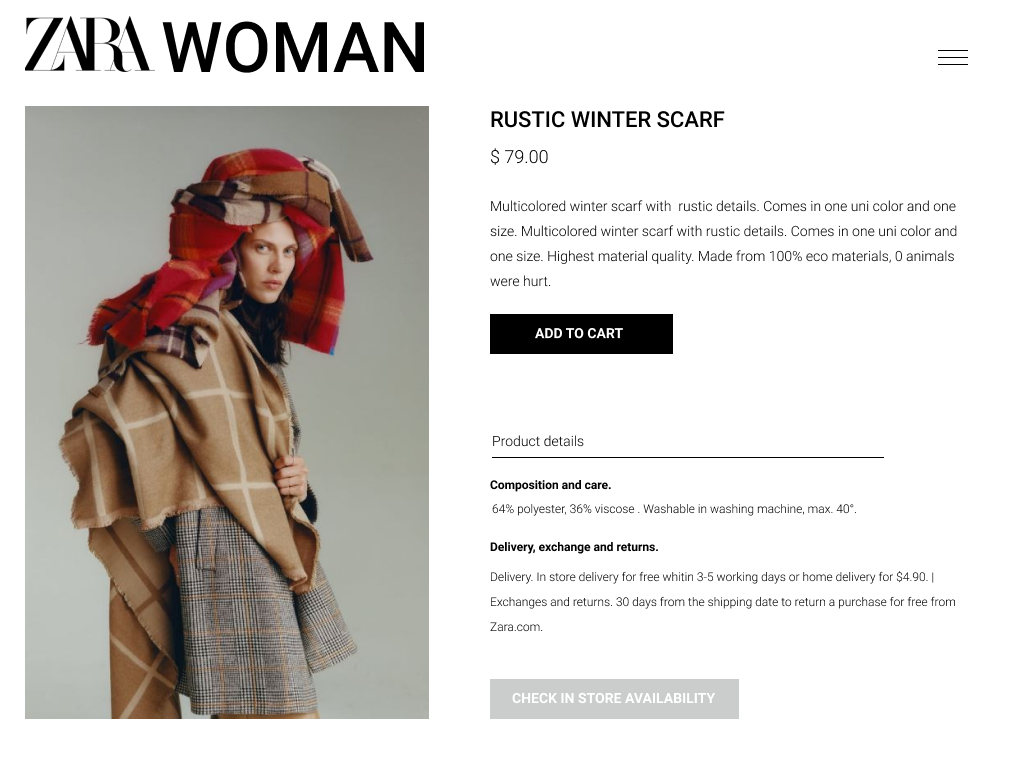 ZARA WOMAN
RUSTIC WINTER SCARF
$ 79.00
Multicolored winter scarf with  rustic details. Comes in one uni color and one
size. Multicolored winter scarf with rustic details. Comes in one uni color and
one size. Highest material quality. Made from 100% eco materials, 0 animals
were hurt.
ADD TO CART
Product details
Composition and care.
64% polyester, 36% viscose . Washable in washing machine, max. 40°.
Delivery, exchange and returns.
Delivery. In store delivery for free whitin 3-5 working days or home delivery for $4.90. |
Exchanges and returns. 30 days from the shipping date to return a purchase for free from
Zara.com.
CHECK IN STORE AVAILABILITY